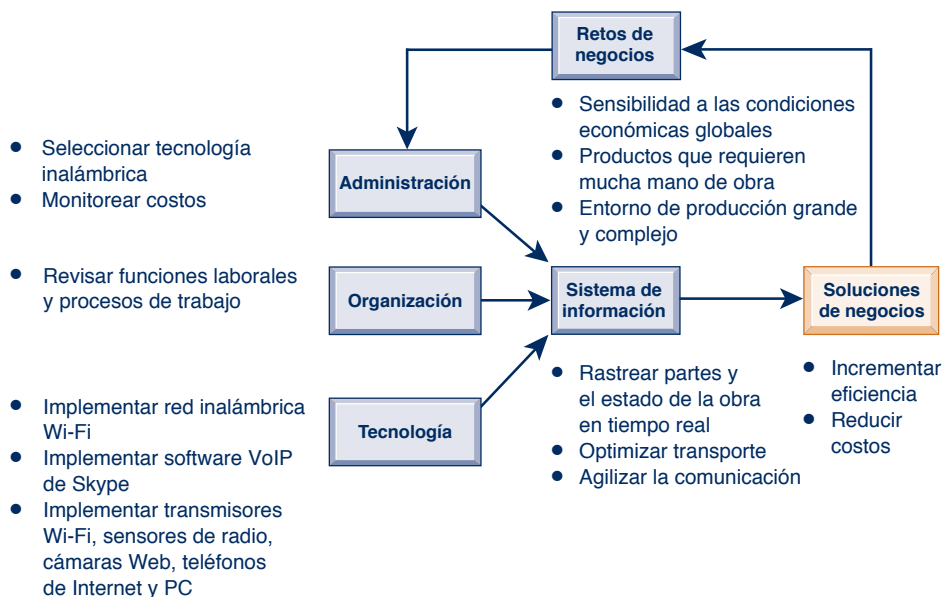 Retos de
negocios
● Sensibilidad a las condiciones
económicas globales
● Productos que requieren
mucha mano de obra
● Entorno de producción grande
y complejo
● Seleccionar tecnología
inalámbrica
● Monitorear costos
Administración
● Revisar funciones laborales
y procesos de trabajo
Organización
Sistema de
información
Soluciones
de negocios
● Implementar red inalámbrica
Wi-Fi
● Implementar software VoIP
de Skype
● Implementar transmisores
Wi-Fi, sensores de radio,
cámaras Web, teléfonos
de Internet y PC
Tecnología
● Rastrear partes y
el estado de la obra
en tiempo real
● Optimizar transporte
● Agilizar la comunicación
● Incrementar
eficiencia
● Reducir
costos